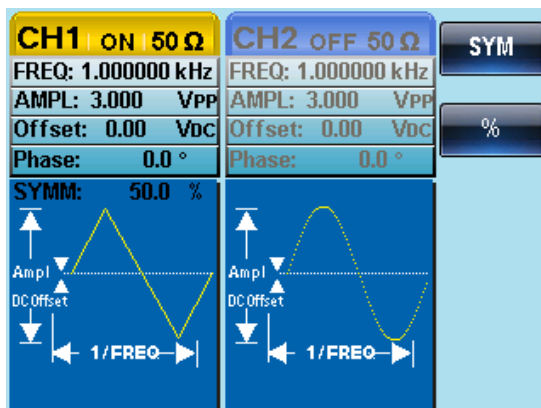 CH1 ON 50 Ω
FREQ: 1.000000 kHz
AMPL: 3.000 VPP
Offset: 0.00 VDC
Phase: 0.0 °
SYMM: 50.0 %
Ampl
DC Offset
1/FREQ
CH2 OFF 50 Ω
FREQ: 1.000000 kHz
AMPL: 3.000 VPP
Offset: 0.00 VDC
Phase: 0.0 °
Ampl
DC Offset
1/FREQ
SYM
%